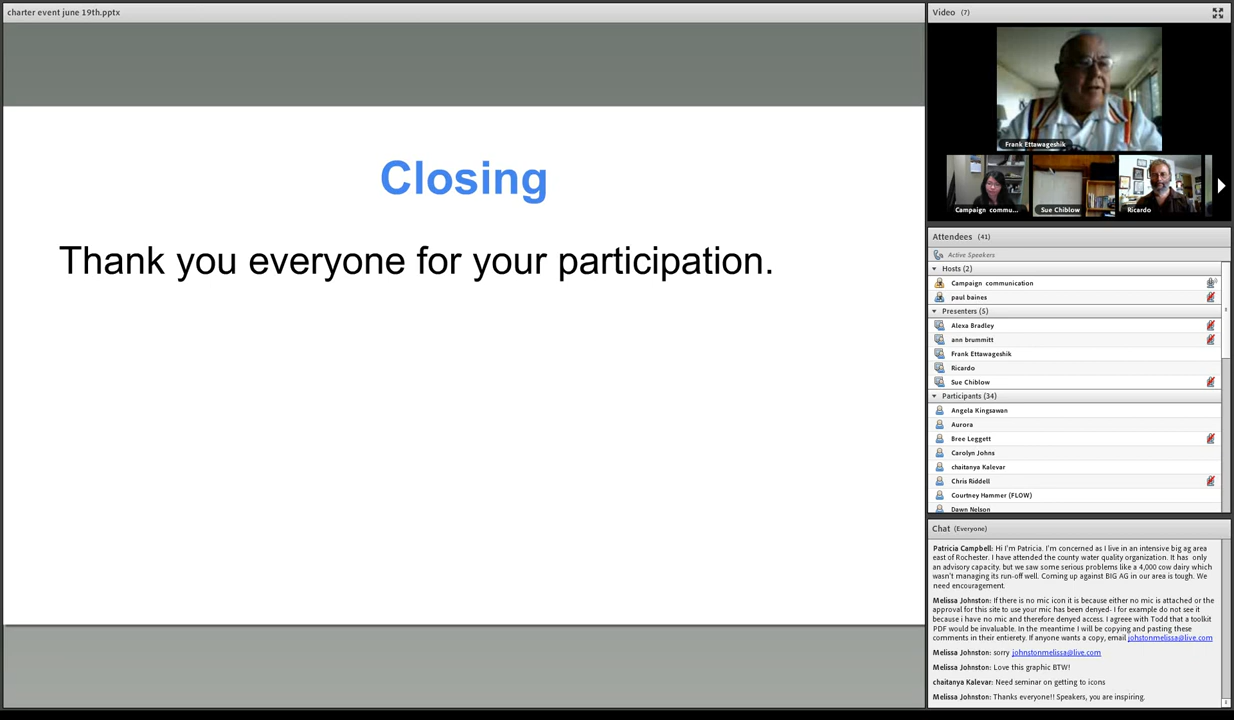 charter event june 19th.pptx
Closing
Thank you everyone for your participation.
Video (7)
Frank Ettawageshik
Campaign commu...
Sue Chiblow
Ricardo
Attendees (41)
Active Speakers
Hosts (2)
Campaign communication
paul baines
Presenters (5)
Alexa Bradley
ann brummitt
Frank Ettawageshik
Ricardo
Sue Chiblow
Participants (34)
Angela Kingsawan
Aurora
Bree Leggett
Carolyn Johns
chaitanya Kalevar
Chris Riddell
Courtney Hammer (FLOW)
Dawn Nelson
Chat (Everyone)
Patricia Campbell: Hi I'm Patricia. I'm concerned as I live in an intensive big ag area
east of Rochester. I have attended the county water quality organization. It has only
an advisory capacity. but we saw some serious problems like a 4,000 cow dairy which
wasn't managing its run-off well. Coming up against BIG AG in our area is tough. We
need encouragement.
Melissa Johnston: If there is no mic icon it is because either no mic is attached or the
approval for this site to use your mic has been denied- I for example do not see it
because i have no mic and therefore denied access. I agreee with Todd that a toolkit
PDF would be invaluable. In the meantime I will be copying and pasting these
comments in their entierety. If anyone wants a copy, email johstonmelissa@live.com
Melissa Johnston: sorry johnstonmelissa@live.com
Melissa Johnston: Love this graphic BTW!
chaitanya Kalevar: Need seminar on getting to icons
Melissa Johnston: Thanks everyone!! Speakers, you are inspiring.